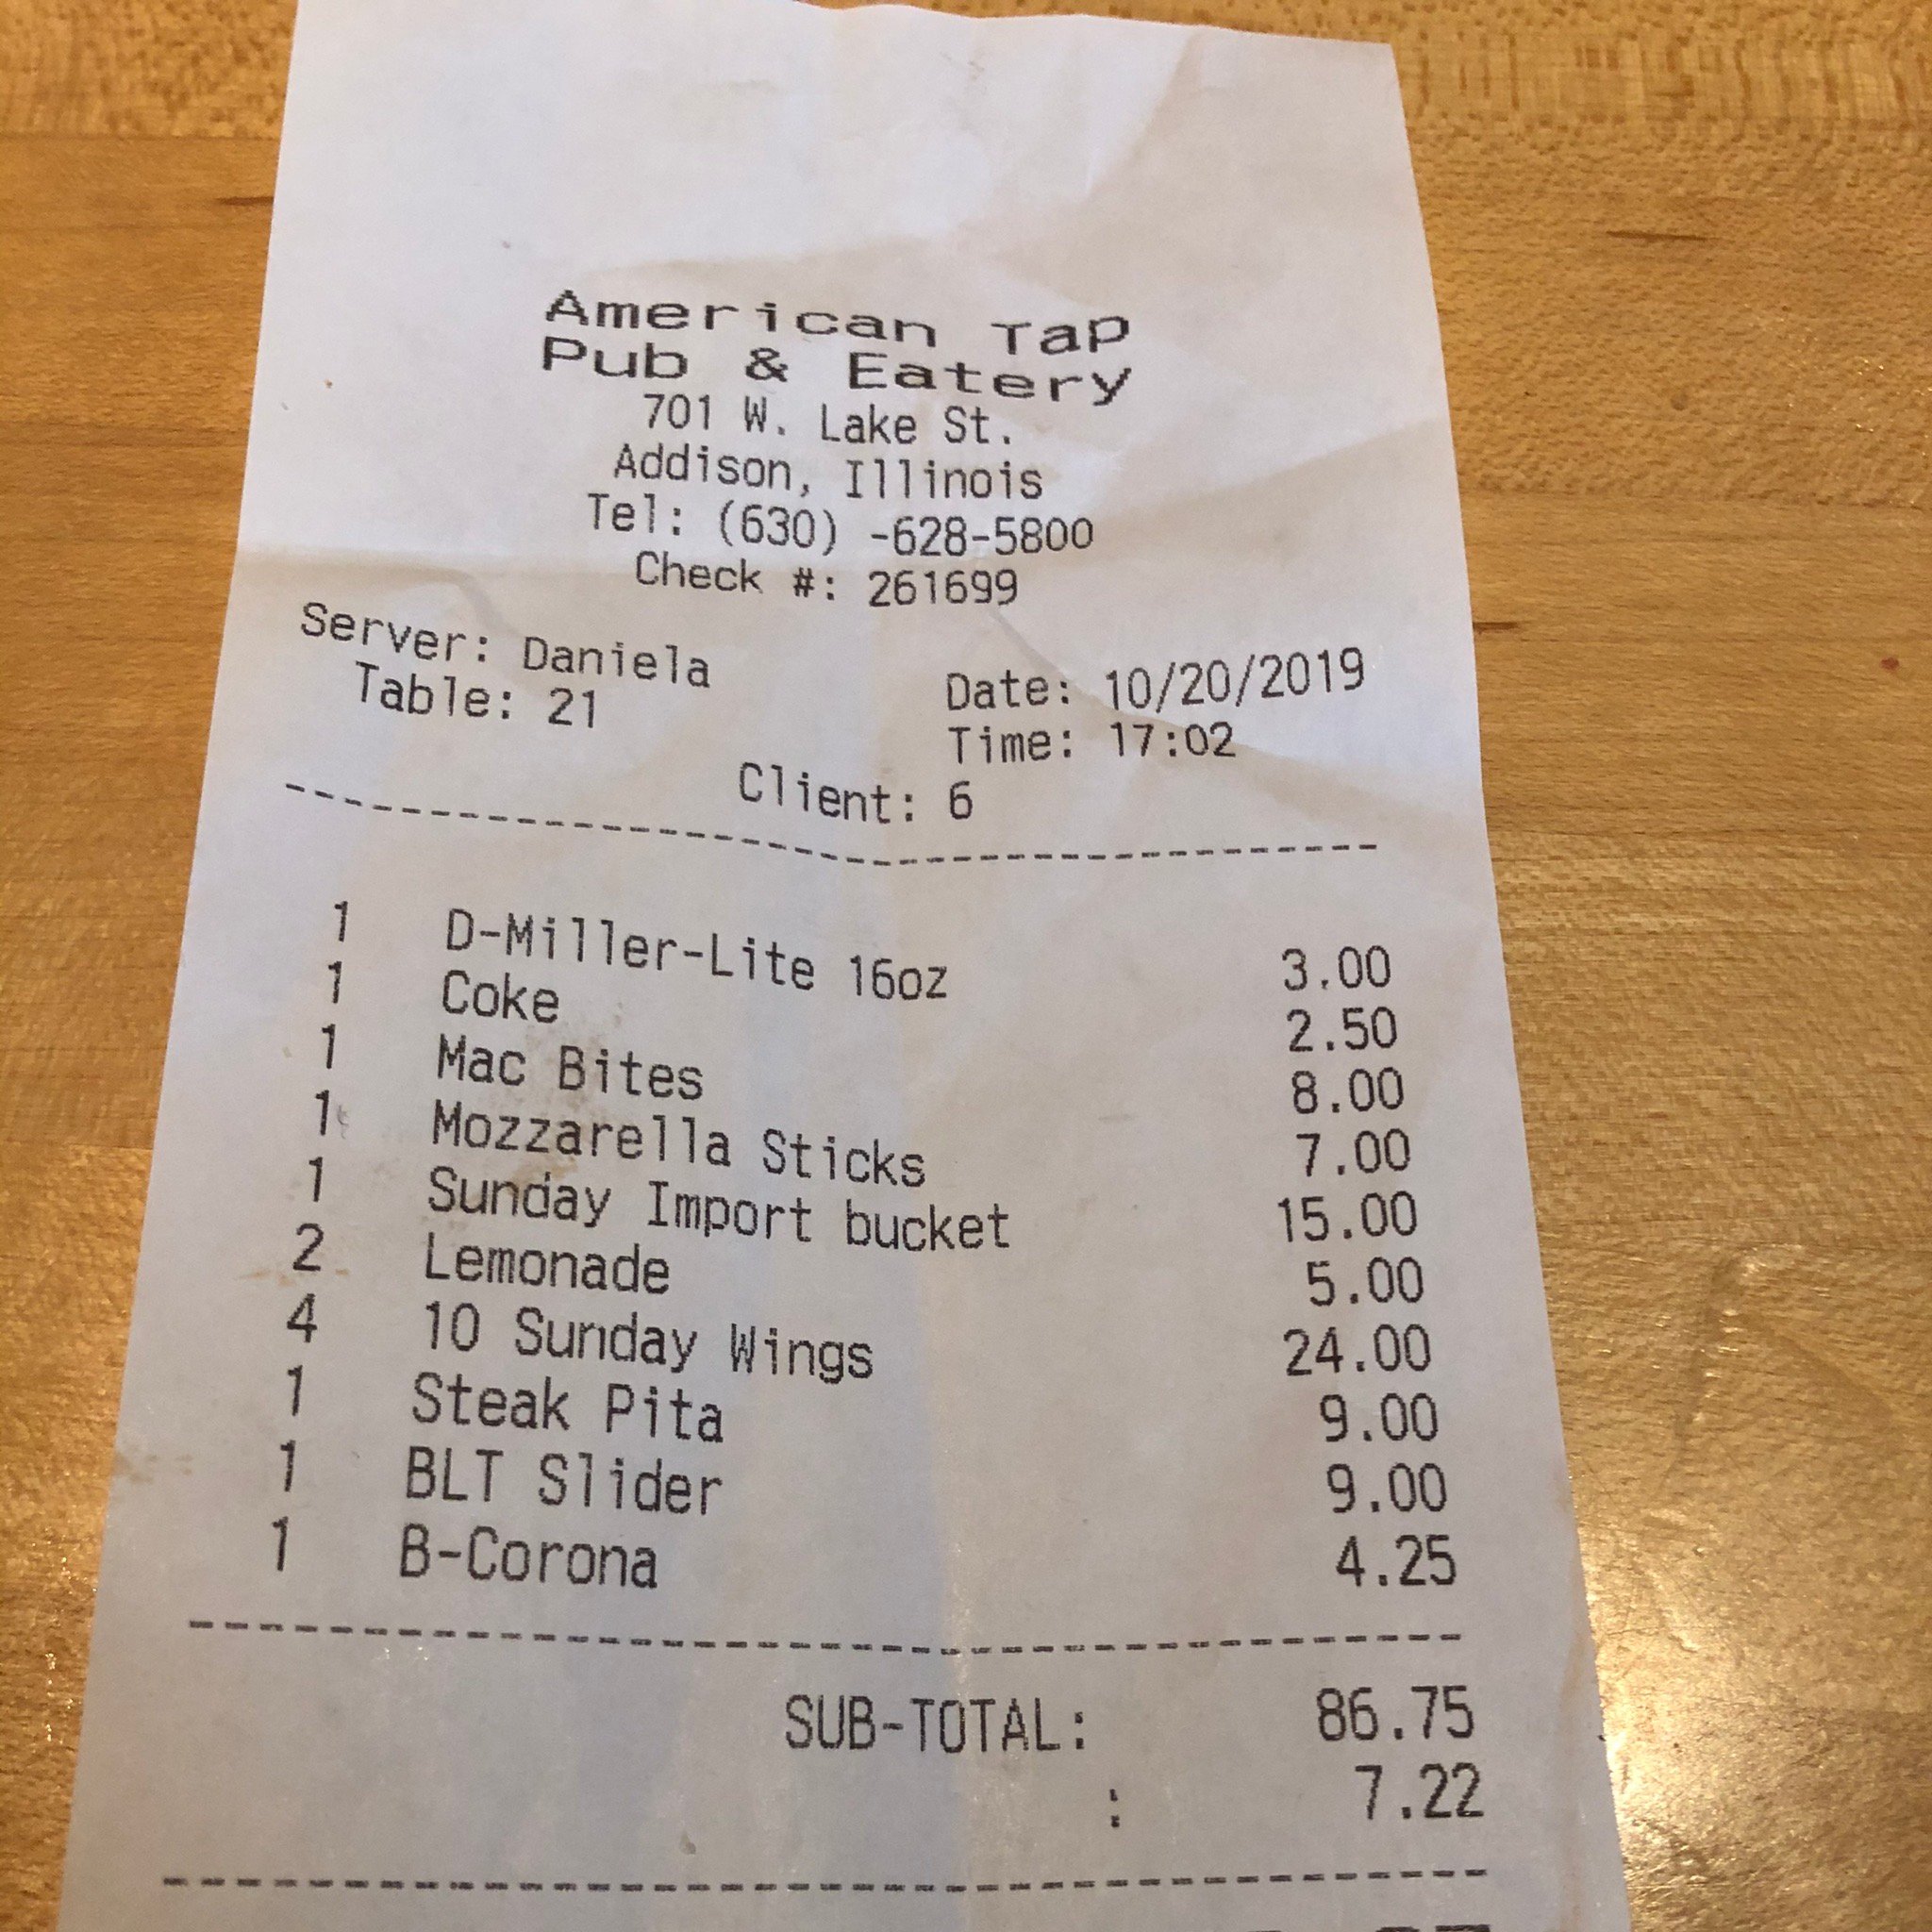 American Tap
Pub & Eatery
701 W. Lake St.
Addison, Illinois
Tel: (630) -628-5800
Check #: 261699
Server: Daniela Date: 10/20/2019
Table: 21 Time: 17:02
Client: 6
1 D-Miller-Lite 16oz 3.00
1 Coke 2.50
1 Mac Bites 8.00
1 Mozzarella Sticks 7.00
1 Sunday Import bucket 15.00
2 Lemonade 5.00
4 10 Sunday Wings 24.00
1 Steak Pita 9.00
1 BLT Slider 9.00
1 B-Corona 4.25
SUB-TOTAL: 86.75
: 7.22